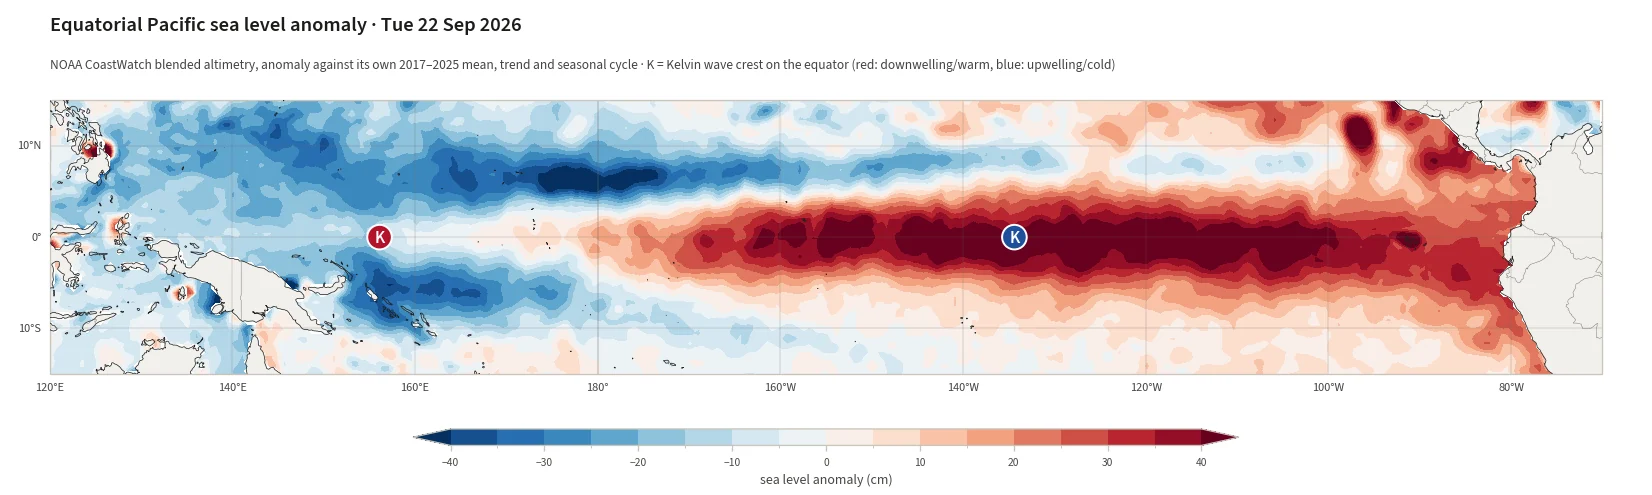 Equatorial Pacific sea level anomaly · Tue 22 Sep 2026
NOAA CoastWatch blended altimetry, anomaly against its own 2017–2025 mean, trend and seasonal cycle · K = Kelvin wave crest on the equator (red: downwelling/warm, blue: upwelling/cold)
10°N
0°
K K
10°S
120°E 140°E 160°E 180° 160°W 140°W 120°W 100°W 80°W
−40 −30 −20 −10 0 10 20 30 40
sea level anomaly (cm)